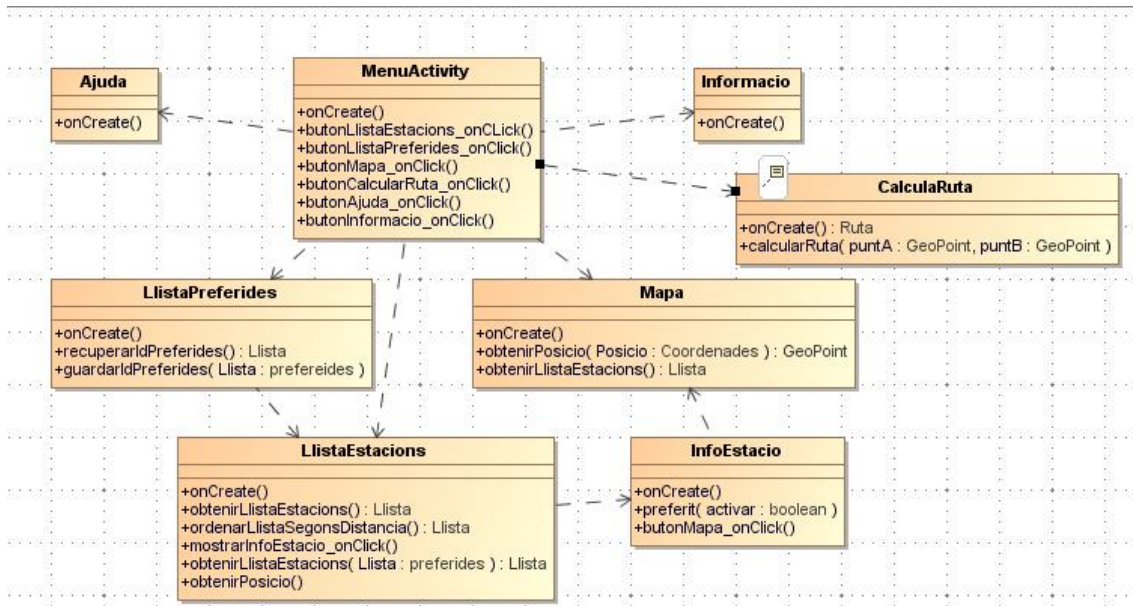 Ajuda
+onCreate()
MenuActivity
+onCreate()
+butonLlistaEstacions_onCLick()
+butonLlistaPreferides_onClick()
+butonMapa_onClick()
+butonCalcularRuta_onClick()
+butonAjuda_onClick()
+butonInformacio_onClick()
Informacio
+onCreate()
CalculaRuta
+onCreate() : Ruta
+calcularRuta( puntA : GeoPoint, puntB : GeoPoint )
LlistaPreferides
+onCreate()
+recuperarIdPreferides() : Llista
+guardarIdPreferides( Llista : prefereides )
Mapa
+onCreate()
+obtenirPosicio( Posicio : Coordenades ) : GeoPoint
+obtenirLlistaEstacions() : Llista
LlistaEstacions
+onCreate()
+obtenirLlistaEstacions() : Llista
+ordenarLlistaSegonsDistancia() : Llista
+mostrarInfoEstacio_onClick()
+obtenirLlistaEstacions( Llista : preferides ) : Llista
+obtenirPosicio()
InfoEstacio
+onCreate()
+preferit( activar : boolean )
+butonMapa_onClick()